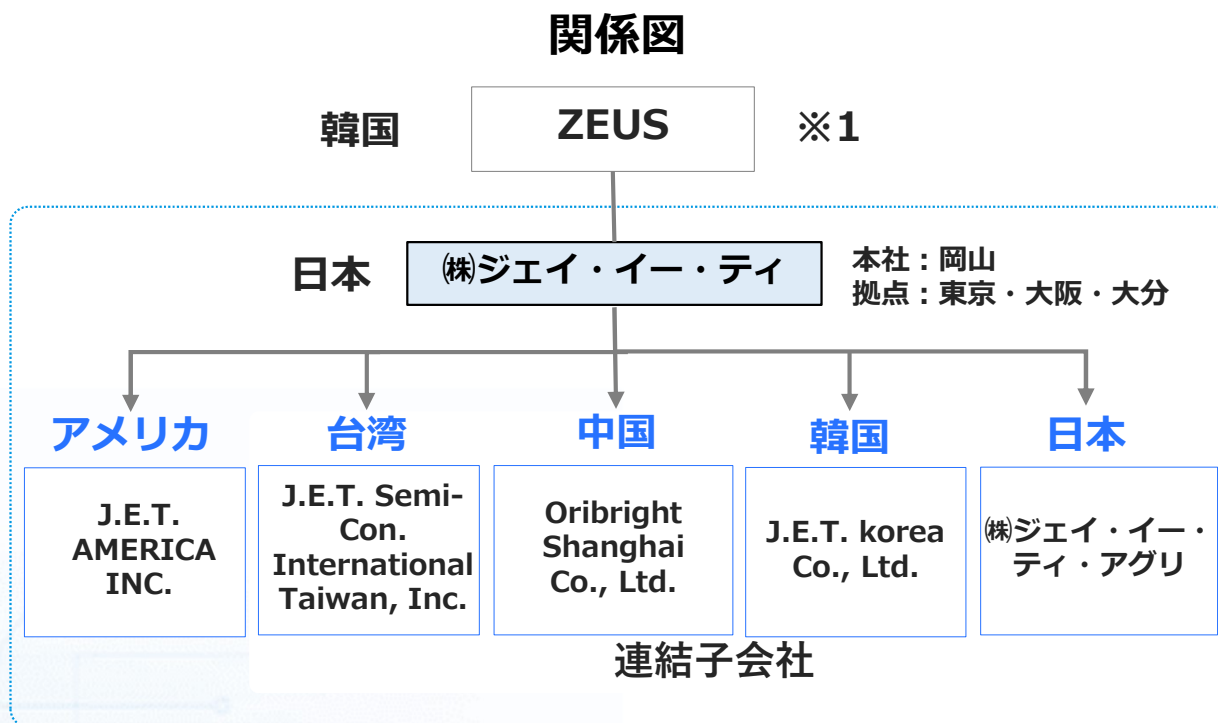 関係図
韓国
ZEUS
※1
日本
㈱ジェイ・イー・ティ
本社：岡山
拠点：東京・大阪・大分
アメリカ
台湾
中国
韓国
日本
J.E.T.
AMERICA
INC.
J.E.T. Semi-
Con.
International
Taiwan, Inc.
Oribright
Shanghai
Co., Ltd.
J.E.T. korea
Co., Ltd.
㈱ジェイ・イー・
ティ・アグリ
連結子会社